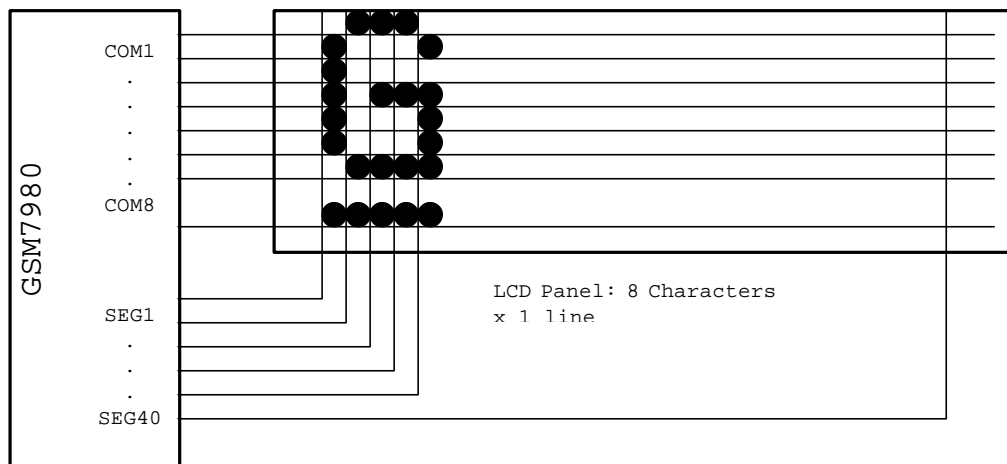 GSM7980
COM1
.
.
.
.
.
COM8
SEG1
.
.
.
SEG40
LCD Panel: 8 Characters
x 1 line